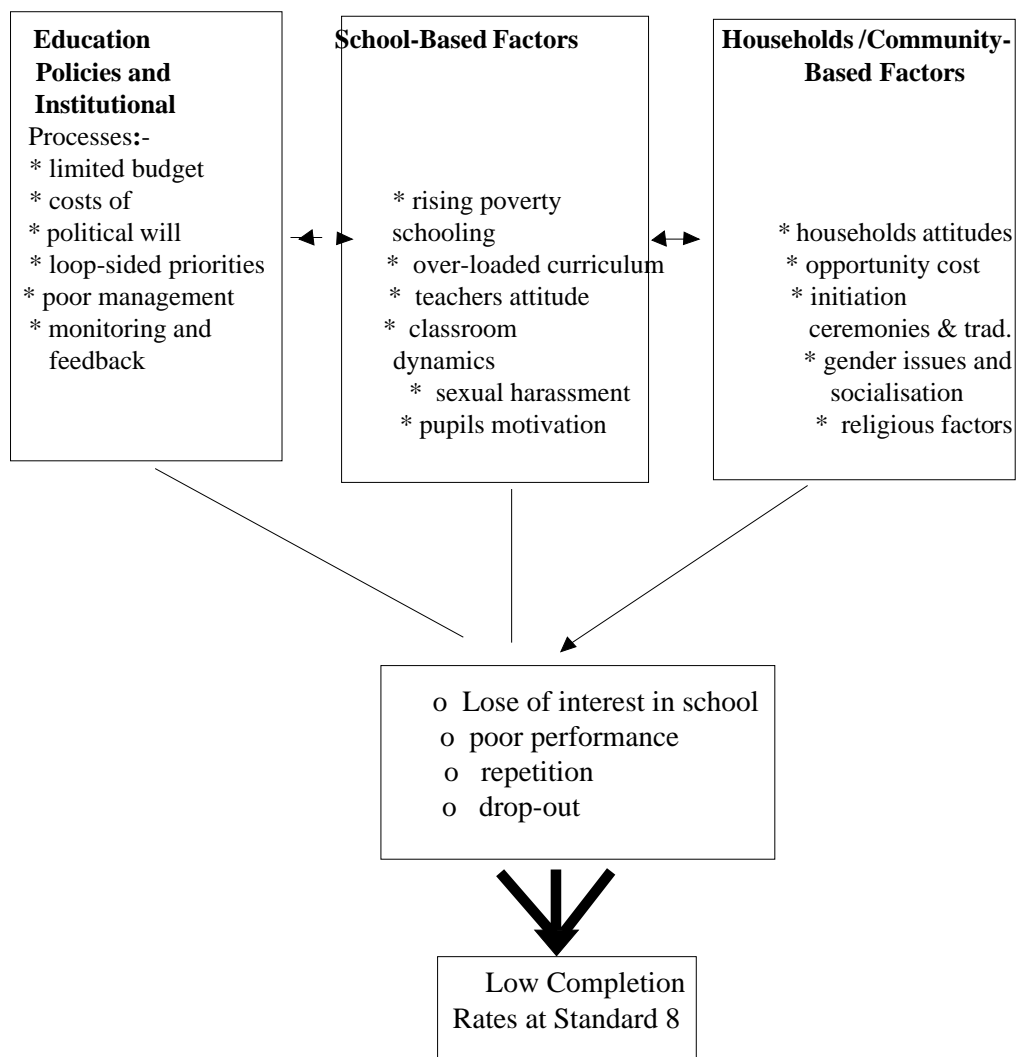 Education
Policies and
Institutional
Processes:-
* limited budget
* costs of
* political will
* loop-sided priorities
* poor management
* monitoring and
feedback
School-Based Factors
* rising poverty
schooling
* over-loaded curriculum
* teachers attitude
* classroom
dynamics
* sexual harassment
* pupils motivation
Households /Community-
Based Factors
* households attitudes
* opportunity cost
* initiation
ceremonies & trad.
* gender issues and
socialisation
* religious factors
o Lose of interest in school
o poor performance
o repetition
o drop-out
Low Completion
Rates at Standard 8